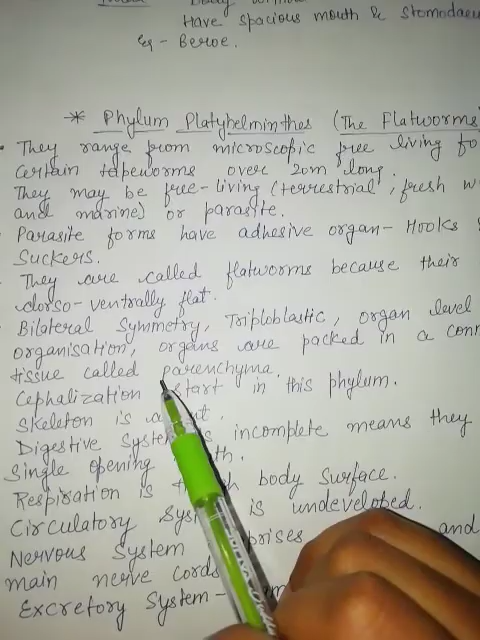 Have spacious mouth & stomodaeu
Eg - Beroe.
* Phylum Platyhelminthes (The Flatworms
They range from microscopic free living fo
certain tapeworms over 20m long.
They may be free-living (terrestrial, fresh w
and marine) or parasite.
Parasite forms have adhesive organ - Hooks &
Suckers.
They are called flatworms because their
dorso-ventrally flat.
Bilateral Symmetry, Triploblastic, organ level
organisation, organs are packed in a conn
tissue called parenchyma.
Cephalization start in this phylum.
Skeleton is
Digestive System is incomplete means they
Single opening
Respiration is body surface.
Circulatory Syst is undeveloped.
Nervous System prises and
main nerve cords
Excretory System -